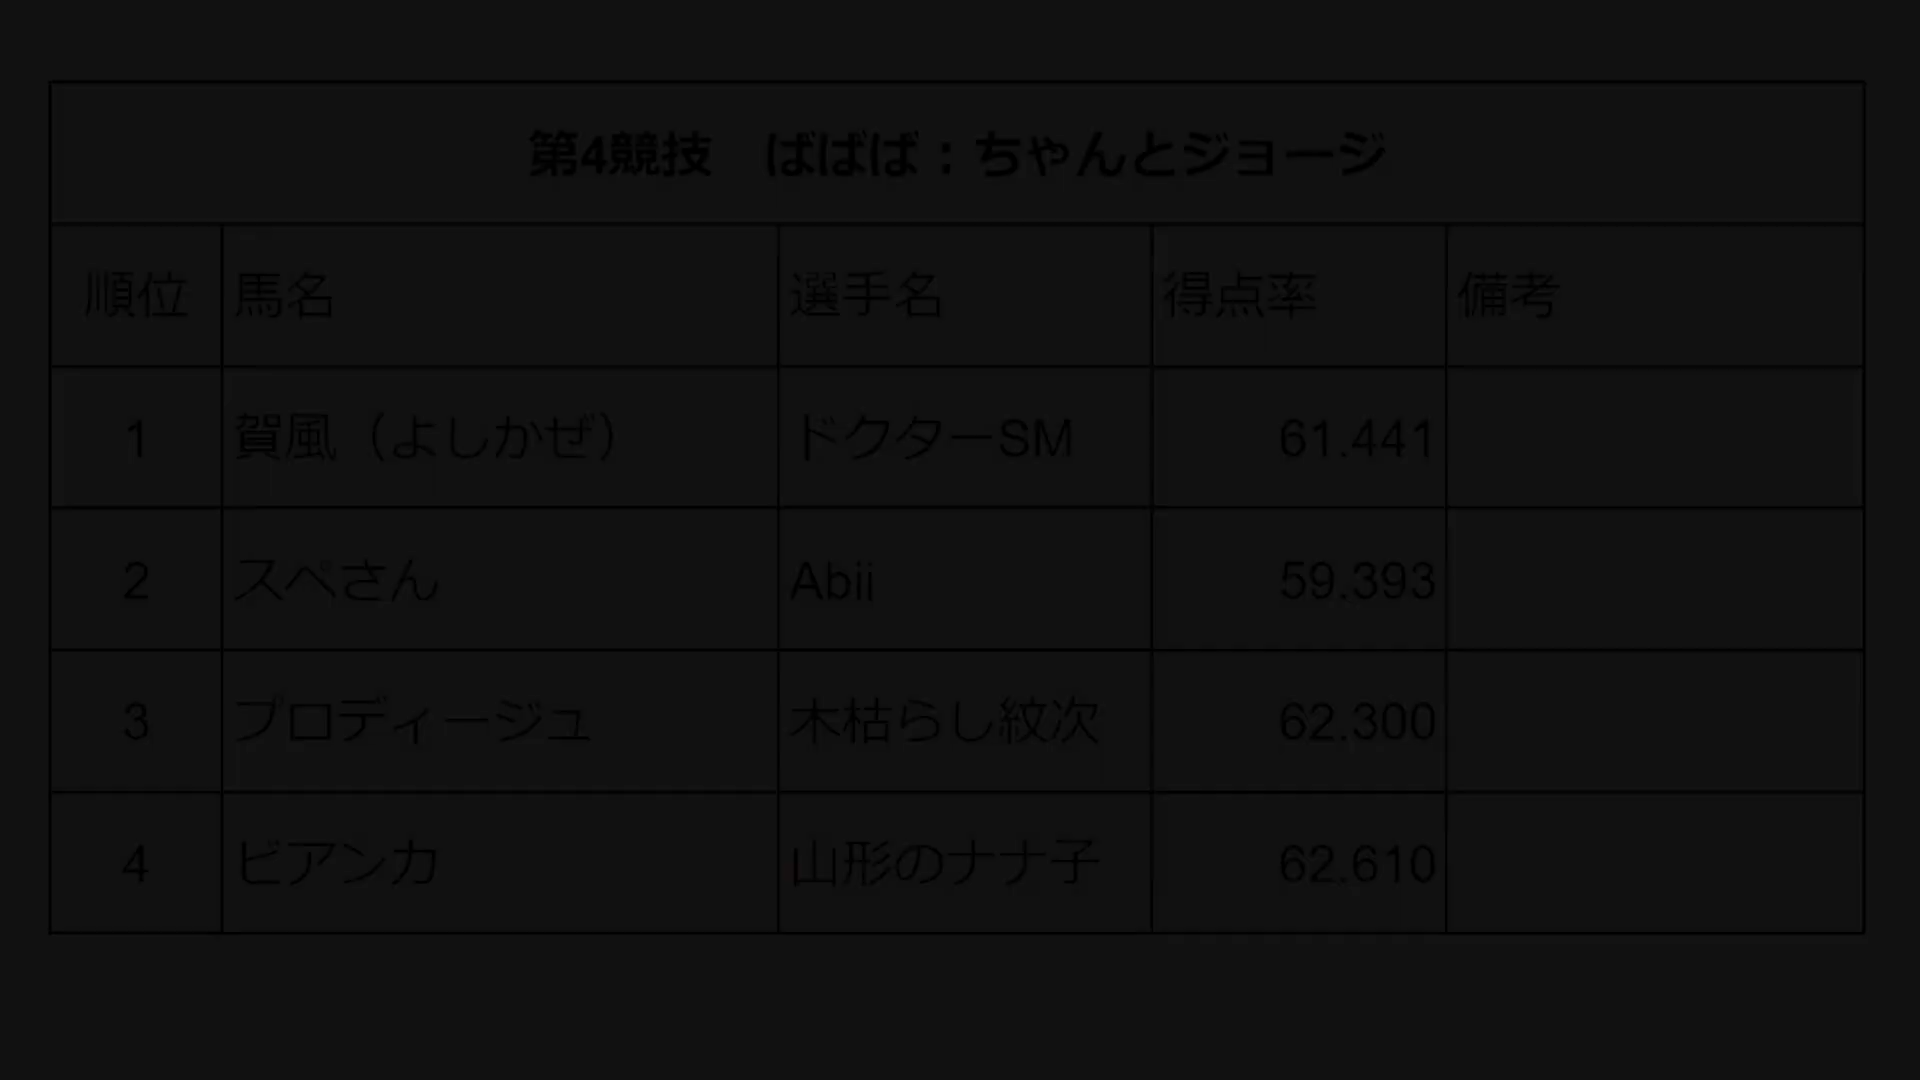 第4競技　ばばば：ちゃんとジョージ
順位 馬名 選手名 得点率 備考
1 賀風（よしかぜ） ドクターSM 61.441
2 スペさん Abii 59.393
3 プロディージュ 木枯らし紋次 62.300
4 ビアンカ 山形のナナ子 62.610